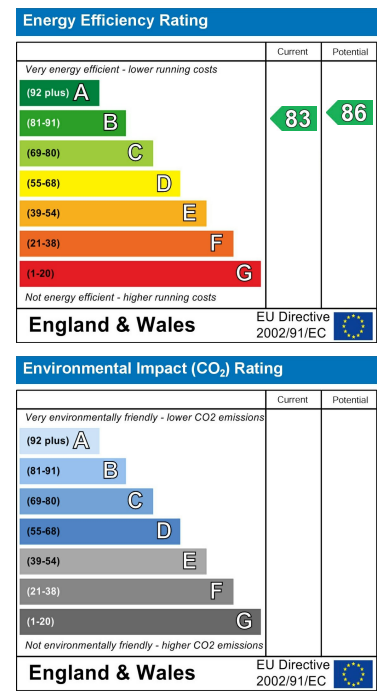 Energy Efficiency Rating
Current Potential
Very energy efficient - lower running costs
(92 plus) A
(81-91) B
83 86
(69-80) C
(55-68) D
(39-54) E
(21-38) F
(1-20) G
Not energy efficient - higher running costs
England & Wales
EU Directive
2002/91/EC
Environmental Impact (CO₂) Rating
Current Potential
Very environmentally friendly - lower CO2 emissions
(92 plus) A
(81-91) B
(69-80) C
(55-68) D
(39-54) E
(21-38) F
(1-20) G
Not environmentally friendly - higher CO2 emissions
England & Wales
EU Directive
2002/91/EC